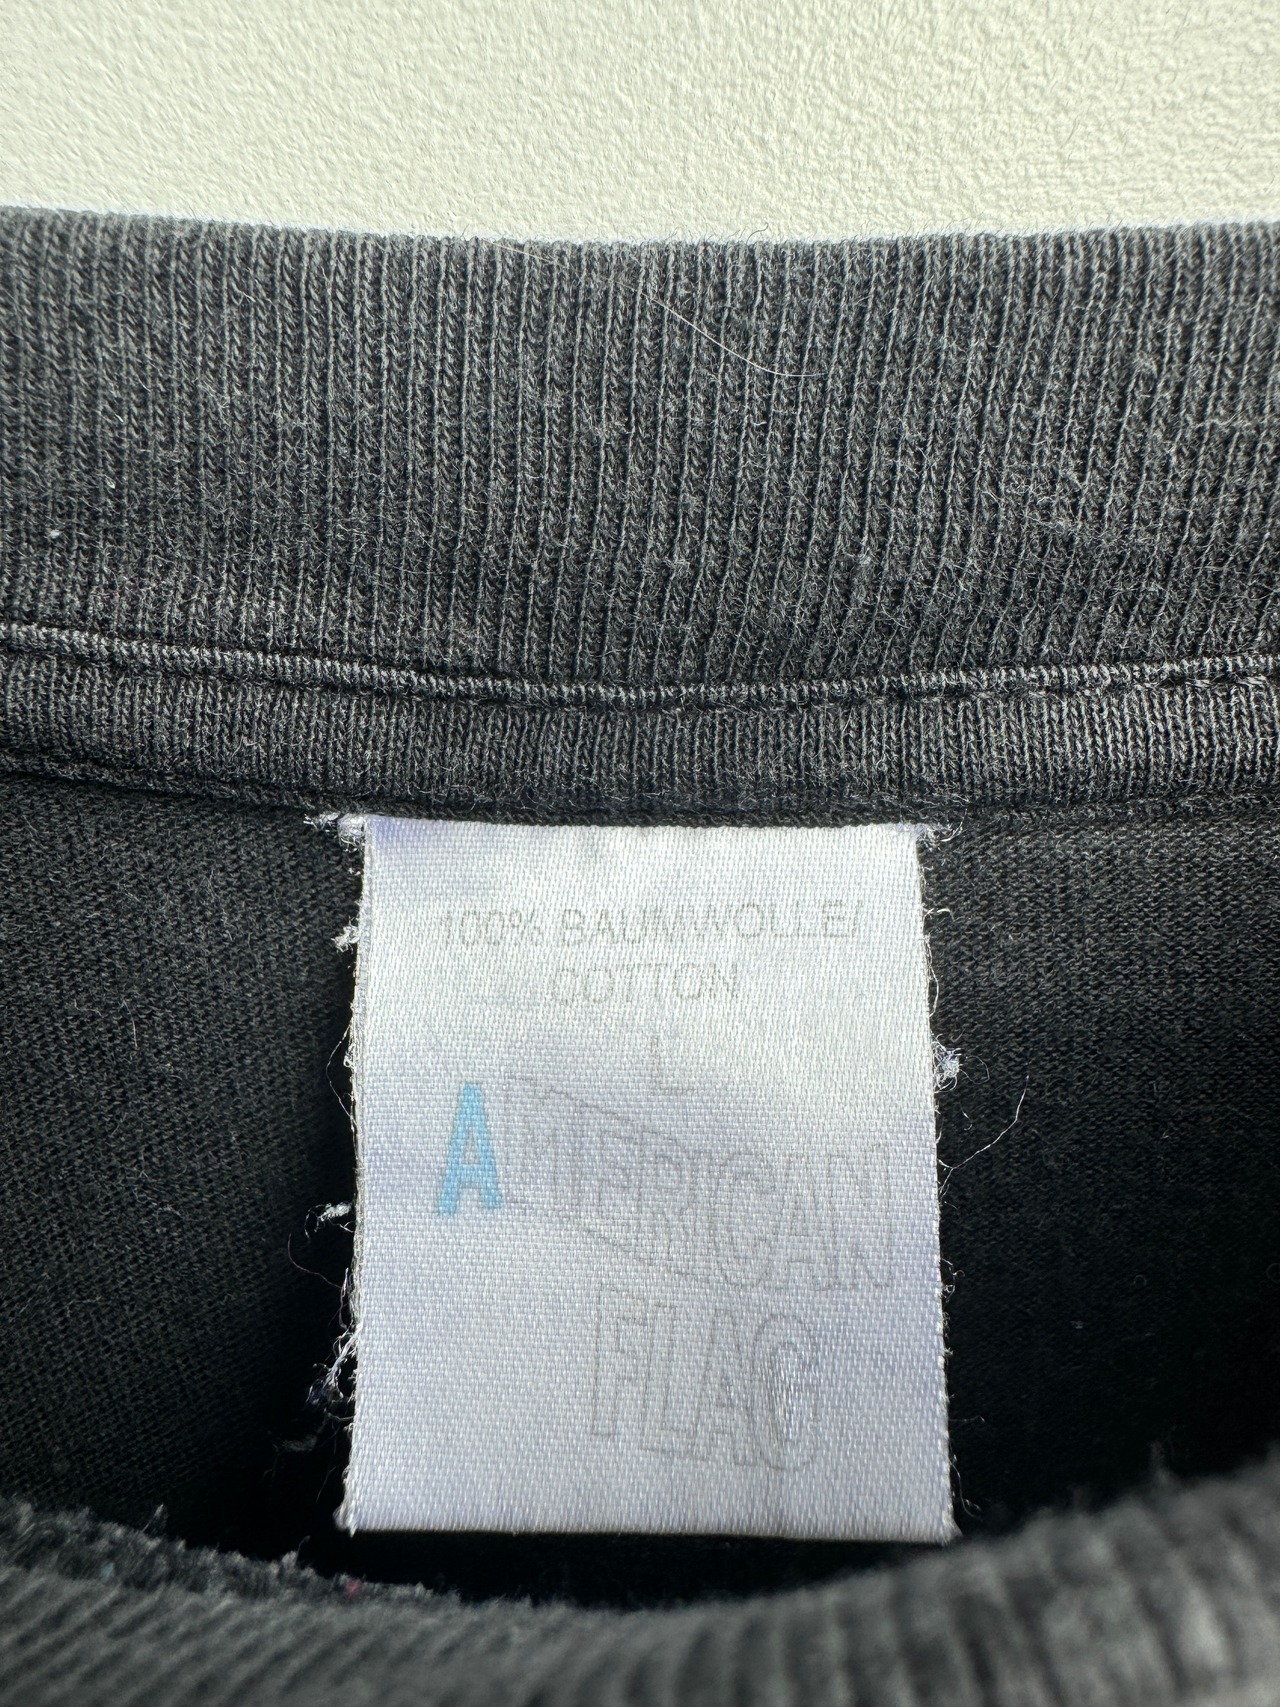 100% BAUMWOLLE/
COTTON
L
AMERICAN
FLAG